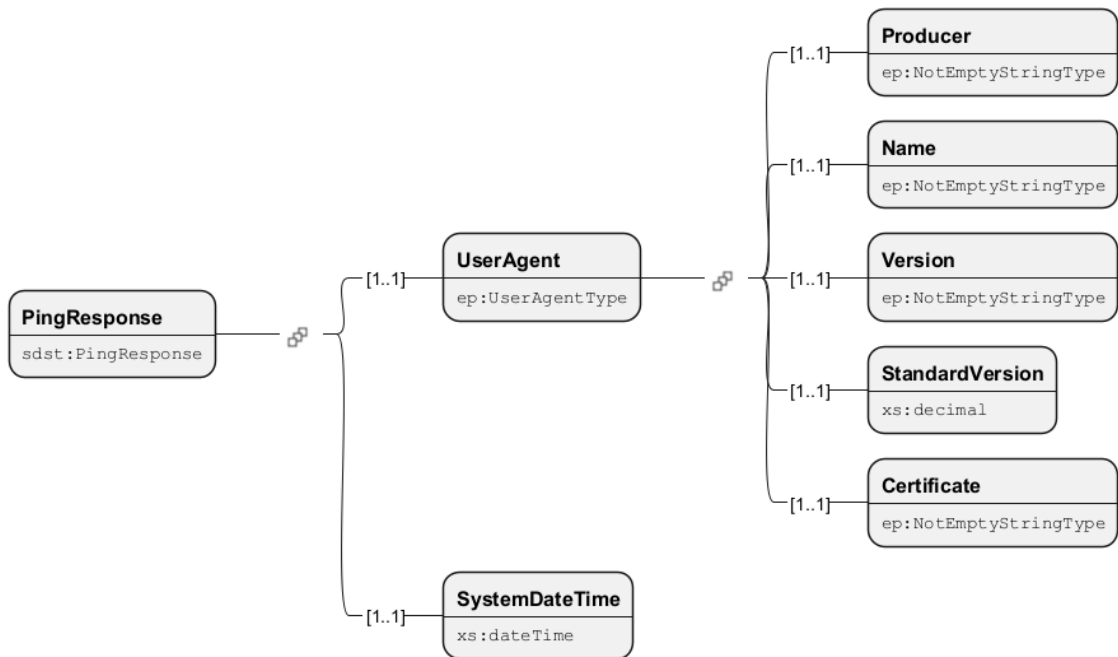 PingResponse
sdst:PingResponse
[1..1]
UserAgent
ep:UserAgentType
[1..1]
Producer
ep:NotEmptyStringType
[1..1]
Name
ep:NotEmptyStringType
[1..1]
Version
ep:NotEmptyStringType
[1..1]
StandardVersion
xs:decimal
[1..1]
Certificate
ep:NotEmptyStringType
[1..1]
SystemDateTime
xs:dateTime